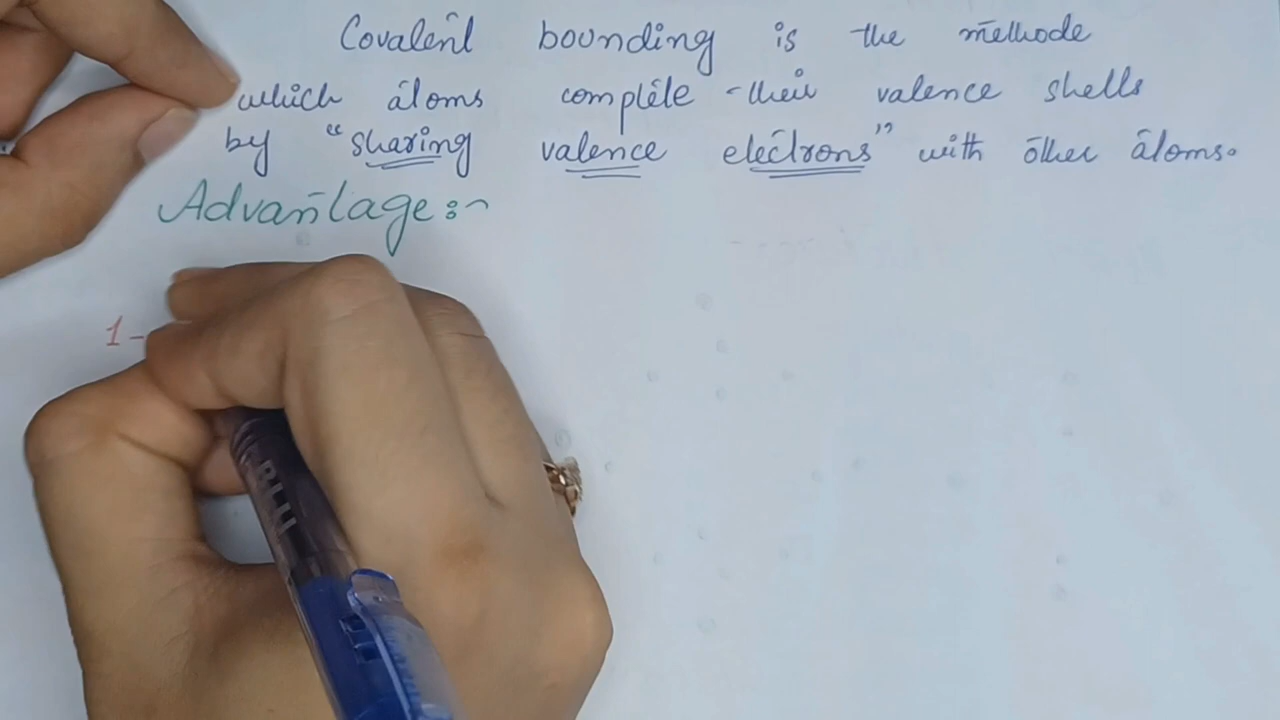 Covalent bounding is the methode
which atoms complete their valence shells
by "sharing valence electrons" with other atoms.
Advantage:-
1-